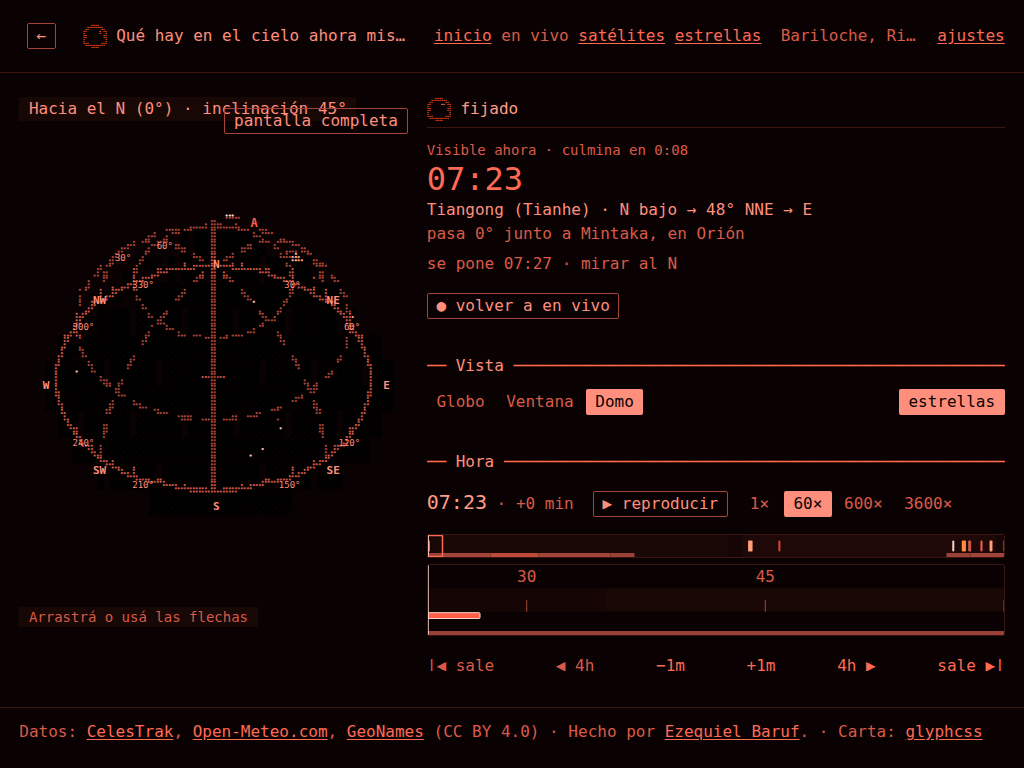 ←
Qué hay en el cielo ahora mis…
inicio en vivo satélites estrellas
Bariloche, Ri…
ajustes
Hacia el N (0°) · inclinación 45°
pantalla completa
A
60°
30°
N
330°
30°
NW
NE
300°
60°
W
E
240°
120°
SW
SE
210°
150°
S
Arrastrá o usá las flechas
fijado
Visible ahora · culmina en 0:08
07:23
Tiangong (Tianhe) · N bajo → 48° NNE → E
pasa 0° junto a Mintaka, en Orión
se pone 07:27 · mirar al N
● volver a en vivo
Vista
Globo Ventana Domo estrellas
Hora
07:23 · +0 min ▶ reproducir 1× 60× 600× 3600×
30 45
|◀ sale ◀ 4h −1m +1m 4h ▶ sale ▶|
Datos: CelesTrak, Open-Meteo.com, GeoNames (CC BY 4.0) · Hecho por Ezequiel Baruf. · Carta: glyphcss